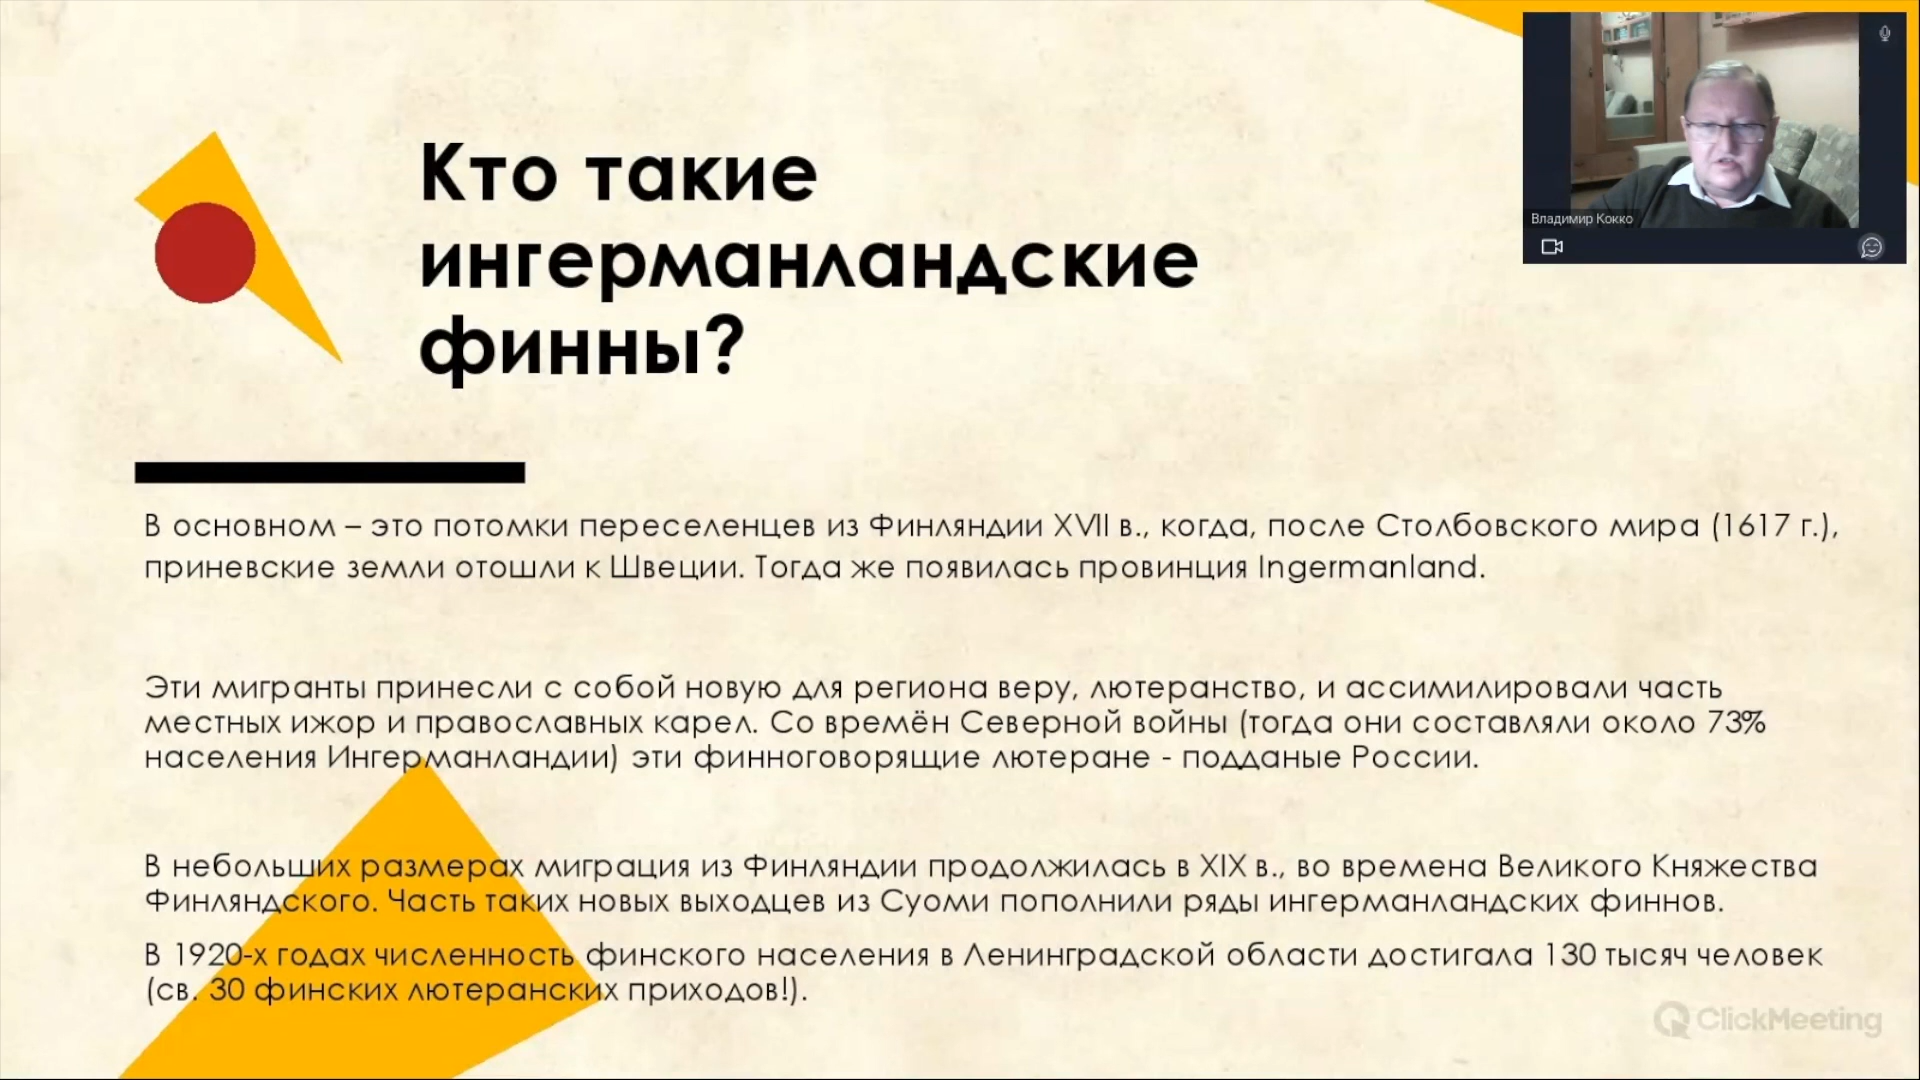 Кто такие
ингерманландские
финны?
Владимир Кокко
В основном – это потомки переселенцев из Финляндии XVII в., когда, после Столбовского мира (1617 г.),
приневские земли отошли к Швеции. Тогда же появилась провинция Ingermanland.
Эти мигранты принесли с собой новую для региона веру, лютеранство, и ассимилировали часть
местных ижор и православных карел. Со времён Северной войны (тогда они составляли около 73%
населения Ингерманландии) эти финноговорящие лютеране - подданые России.
В небольших размерах миграция из Финляндии продолжилась в XIX в., во времена Великого Княжества
Финляндского. Часть таких новых выходцев из Суоми пополнили ряды ингерманландских финнов.
В 1920-х годах численность финского населения в Ленинградской области достигала 130 тысяч человек
(св. 30 финских лютеранских приходов!).
ClickMeeting